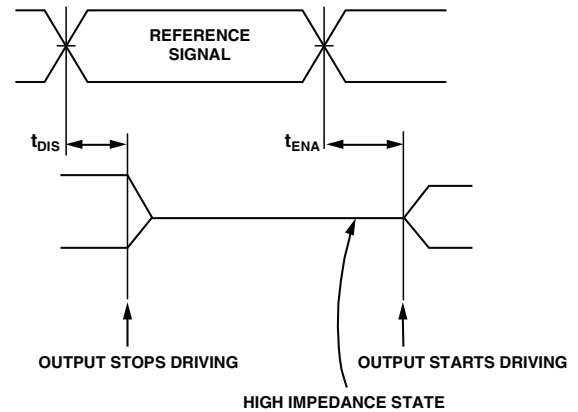 REFERENCE
SIGNAL
tDIS
tENA
OUTPUT STOPS DRIVING
OUTPUT STARTS DRIVING
HIGH IMPEDANCE STATE